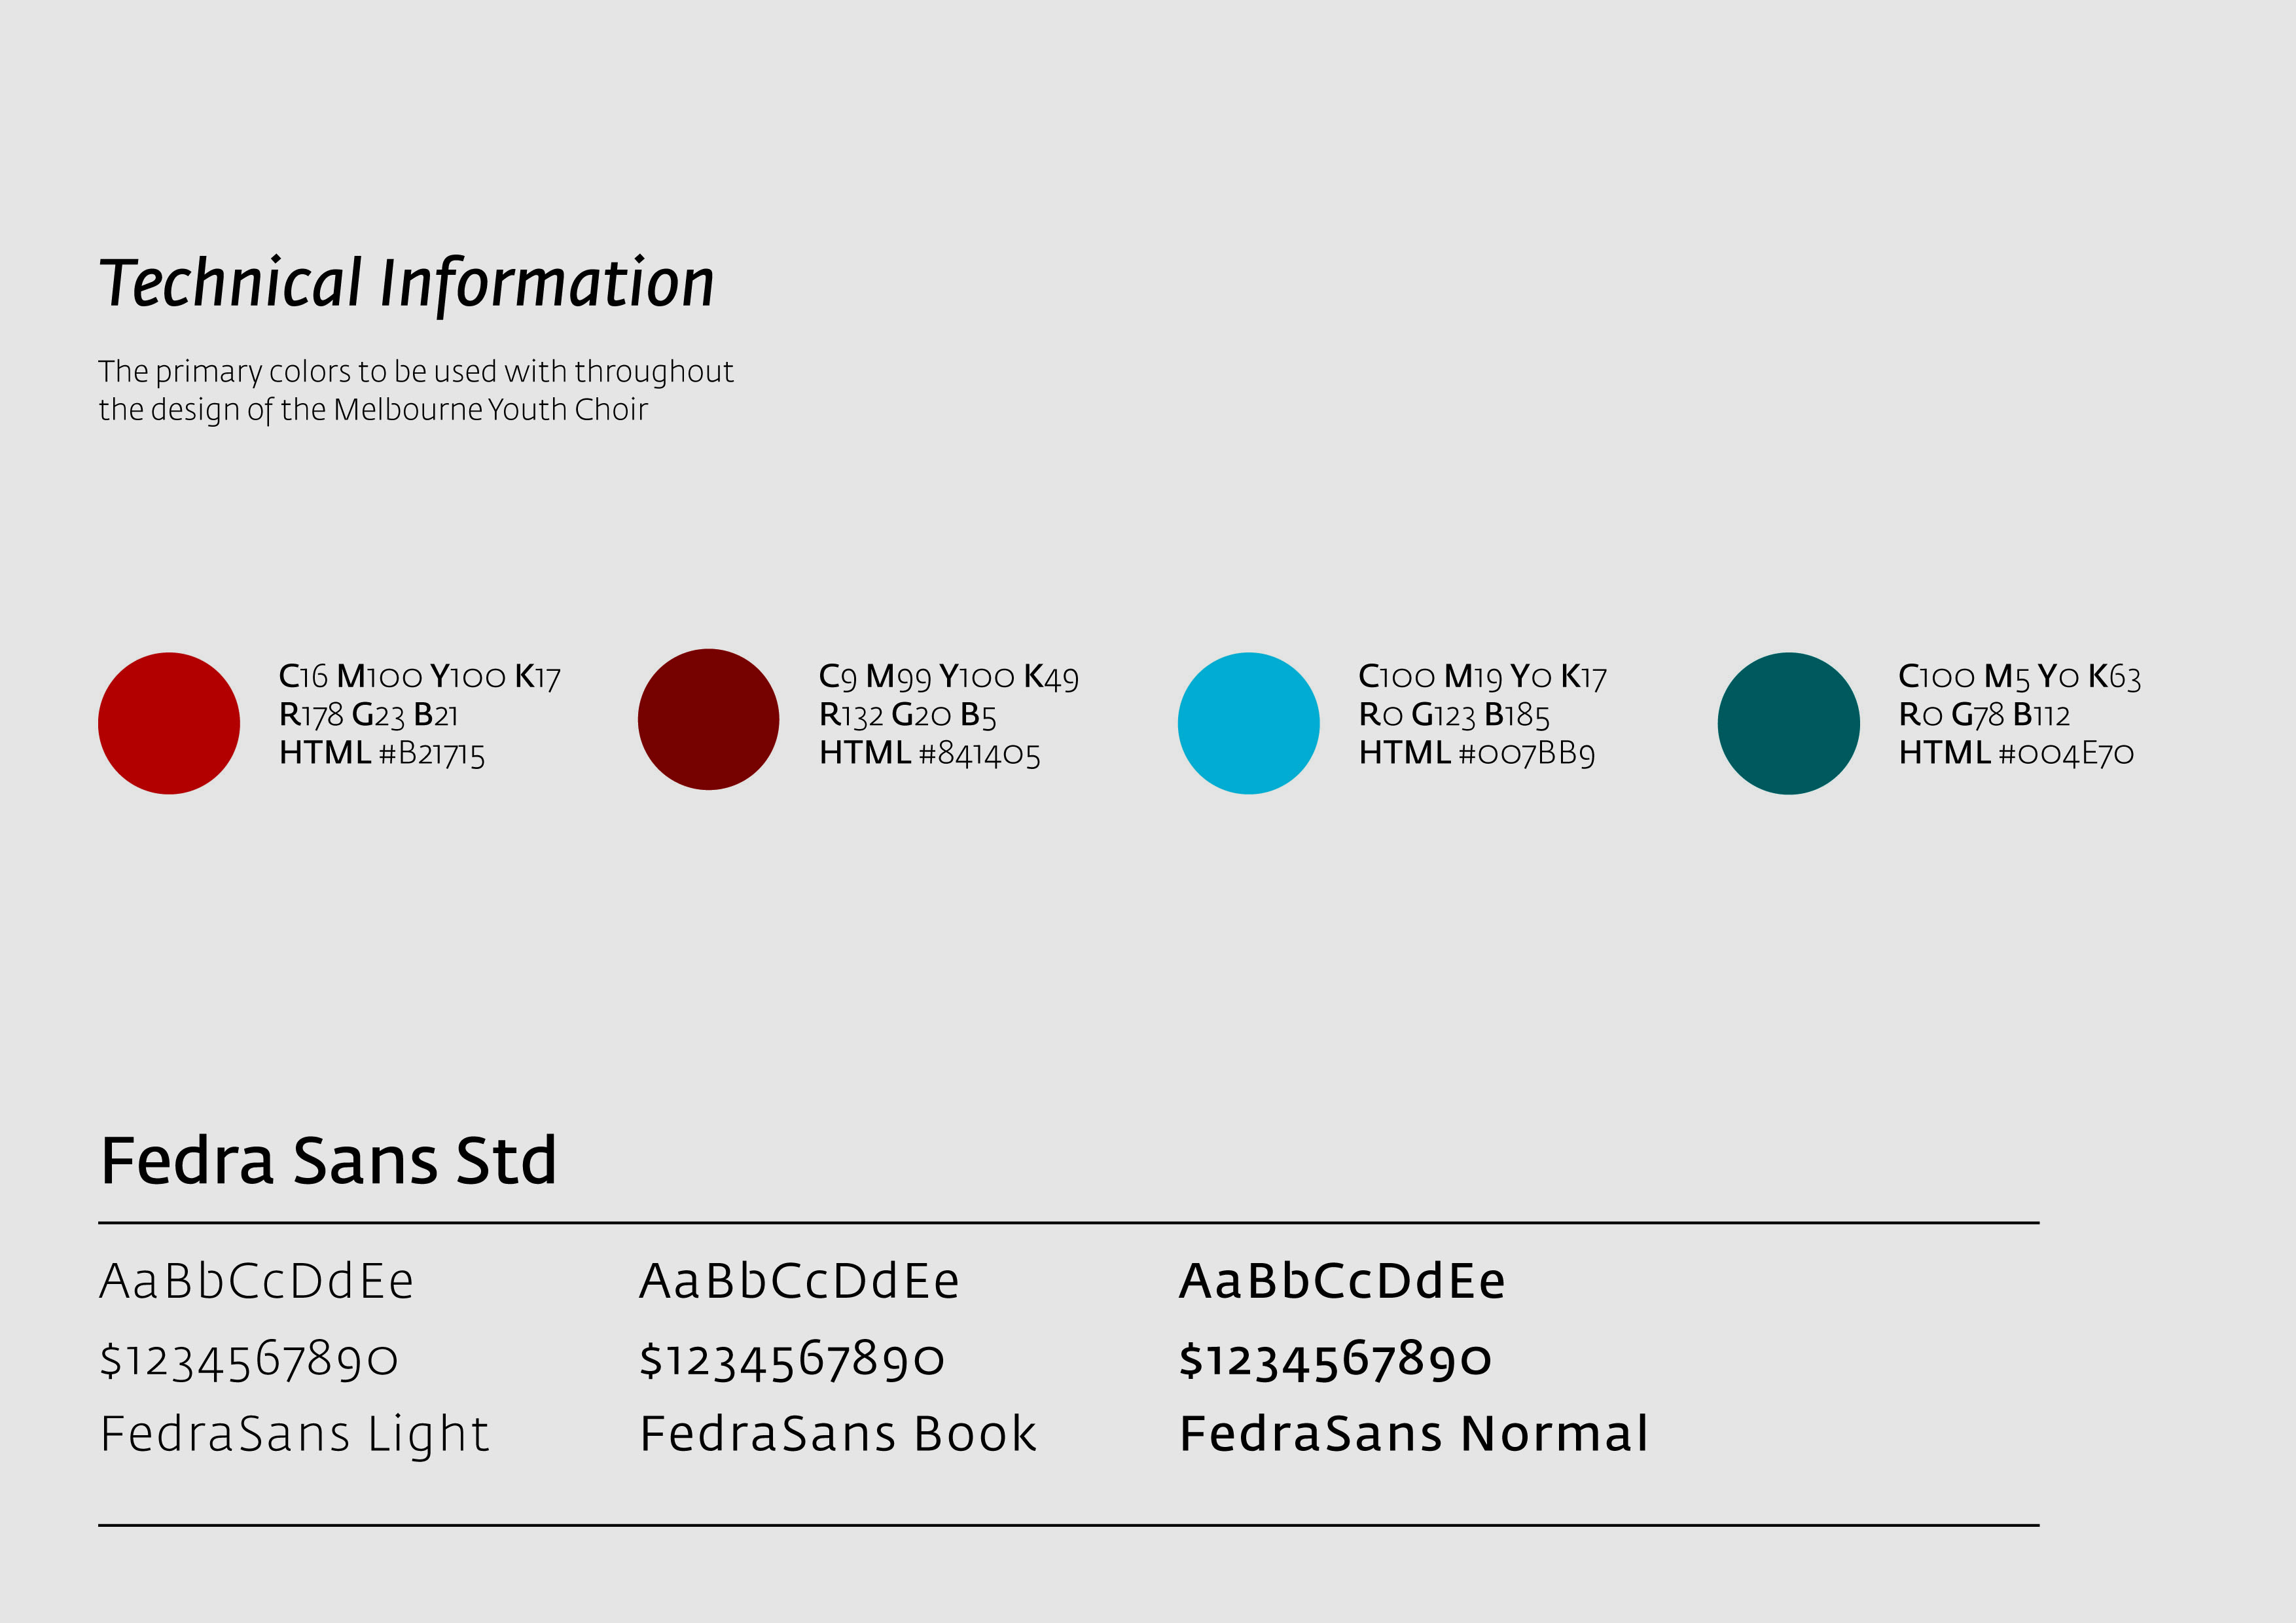 Technical Information
The primary colors to be used with throughout
the design of the Melbourne Youth Choir
C16 M100 Y100 K17
R178 G23 B21
HTML #B21715
C9 M99 Y100 K49
R132 G20 B5
HTML #841405
C100 M19 Y0 K17
R0 G123 B185
HTML #007BB9
C100 M5 Y0 K63
R0 G78 B112
HTML #004E70
Fedra Sans Std
AaBbCcDdEe
$1234567890
FedraSans Light
AaBbCcDdEe
$1234567890
FedraSans Book
AaBbCcDdEe
$1234567890
FedraSans Normal